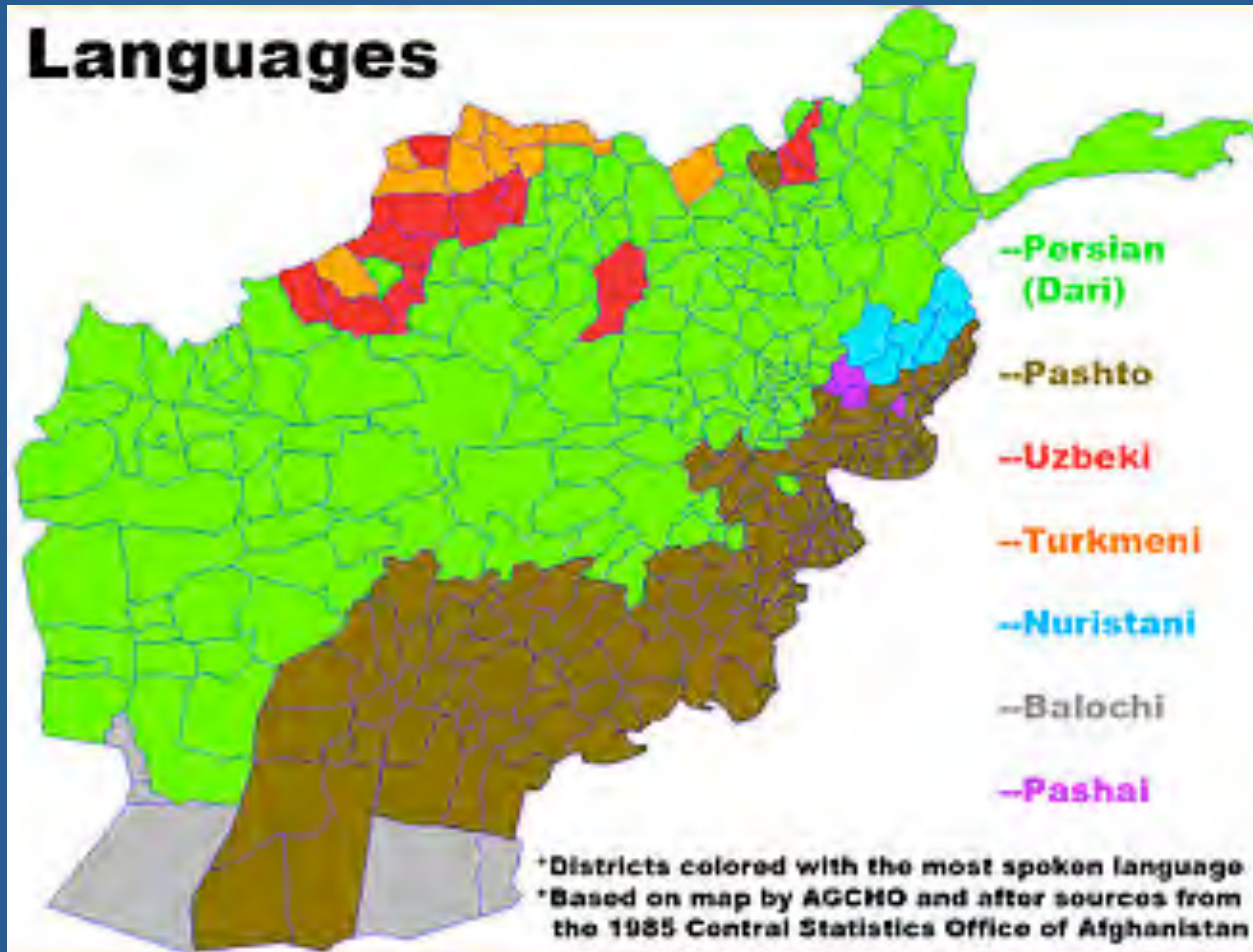 Languages
--Persian
(Dari)
--Pashto
--Uzbeki
--Turkmeni
--Nuristani
--Balochi
--Pashai
*Districts colored with the most spoken language
*Based on map by AGCHO and after sources from
the 1985 Central Statistics Office of Afghanistan